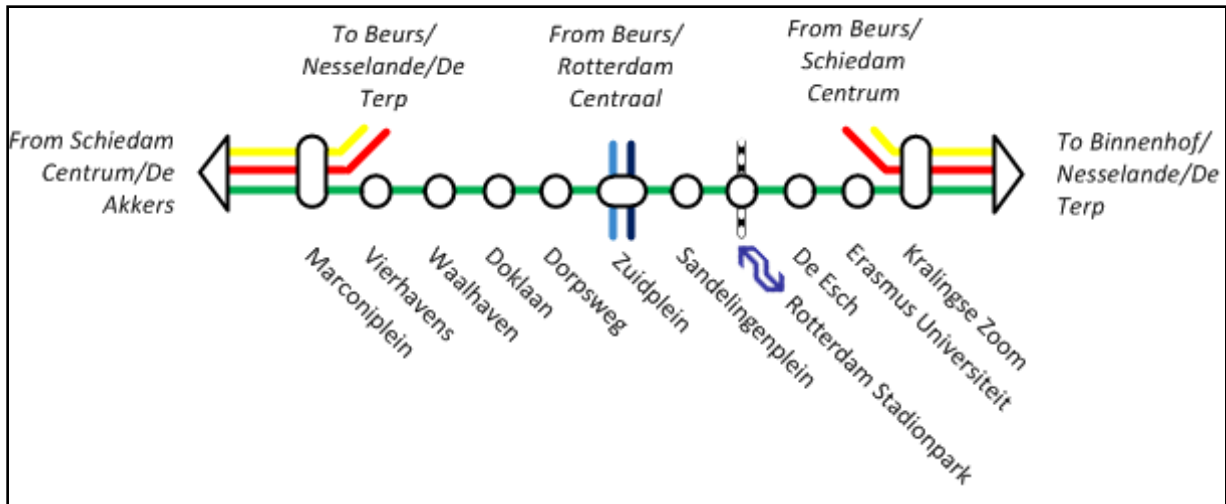 To Beurs/
Nesselande/De
Terp
From Beurs/
Rotterdam
Centraal
From Beurs/
Schiedam
Centrum
From Schiedam
Centrum/De
Akkers
To Binnenhof/
Nesselande/De
Terp
Marconiplein
Vierhavens
Waalhaven
Doklaan
Dorpsweg
Zuidplein
Sandelingenplein
Rotterdam Stadionpark
De Esch
Erasmus Universiteit
Kralingse Zoom